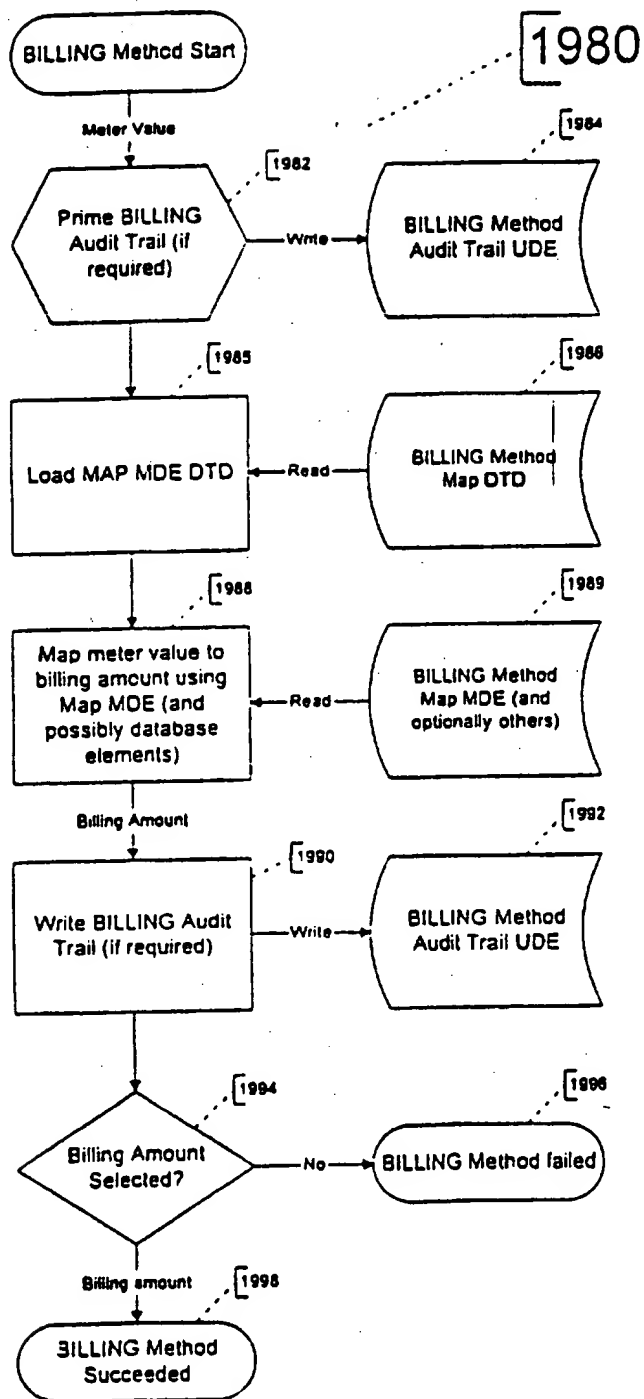 1980
BILLING Method Start
Meter Value
1982
1984
Prime BILLING
Audit Trail (if
required)
Write
BILLING Method
Audit Trail UDE
1985
1986
Load MAP MDE DTD
Read
BILLING Method
Map DTD
1988
1989
Map meter value to
billing amount using
Map MDE (and
possibly database
elements)
Read
BILLING Method
Map MDE (and
optionally others)
Billing Amount
1990
1992
Write BILLING Audit
Trail (if required)
Write
BILLING Method
Audit Trail UDE
1994
1996
Billing Amount
Selected?
No
BILLING Method failed
Billing amount
1998
BILLING Method
Succeeded